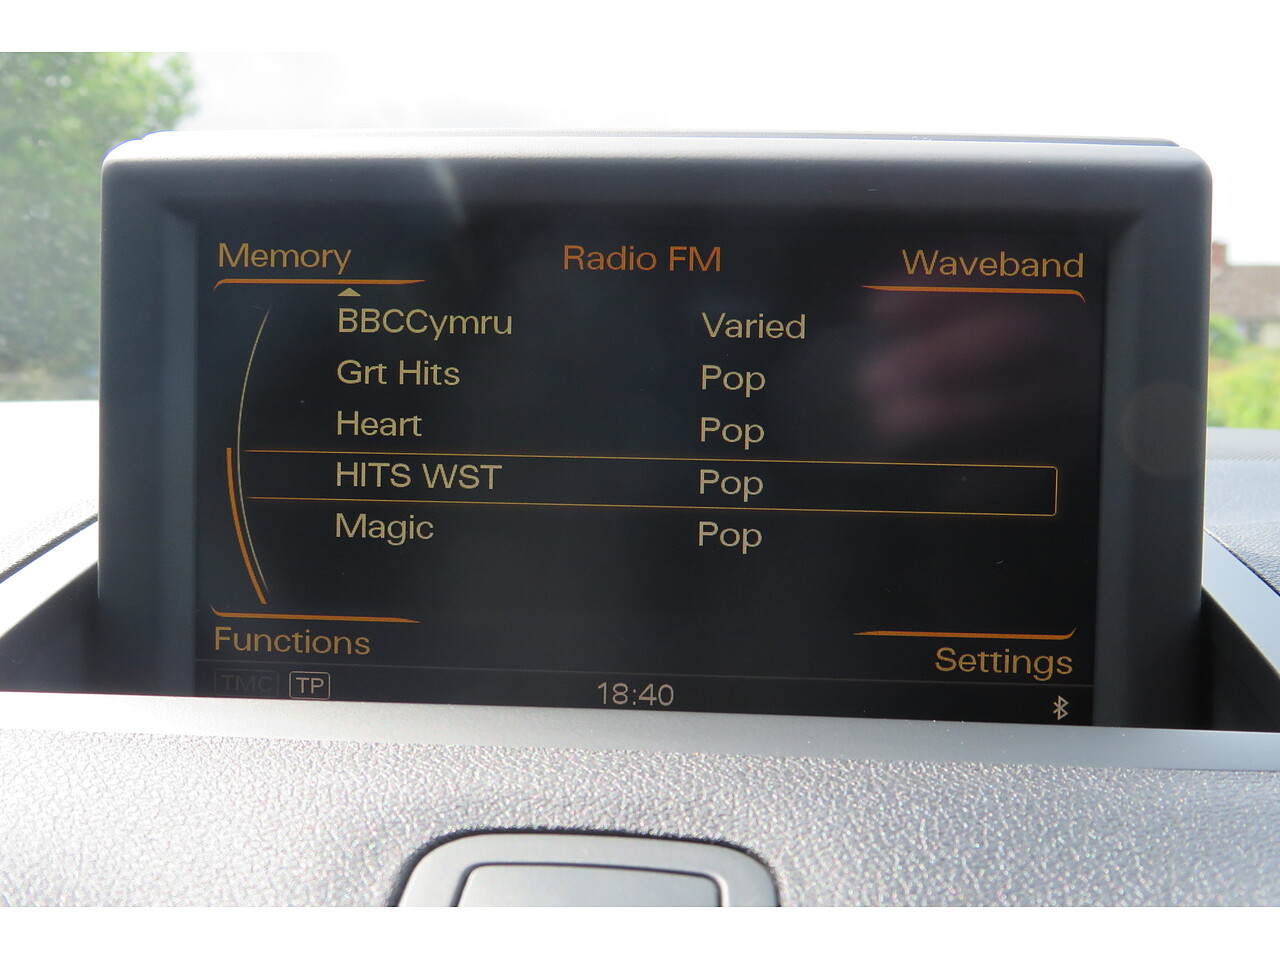 Memory Radio FM Waveband
BBCCymru Varied
Grt Hits Pop
Heart Pop
HITS WST Pop
Magic Pop
Functions Settings
TMC TP 18:40